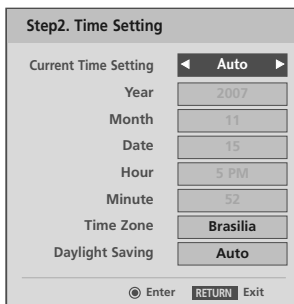 Step2. Time Setting
Current Time Setting ◀ Auto ▶
Year 2007
Month 11
Date 15
Hour 5 PM
Minute 52
Time Zone Brasilia
Daylight Saving Auto
Enter RETURN Exit